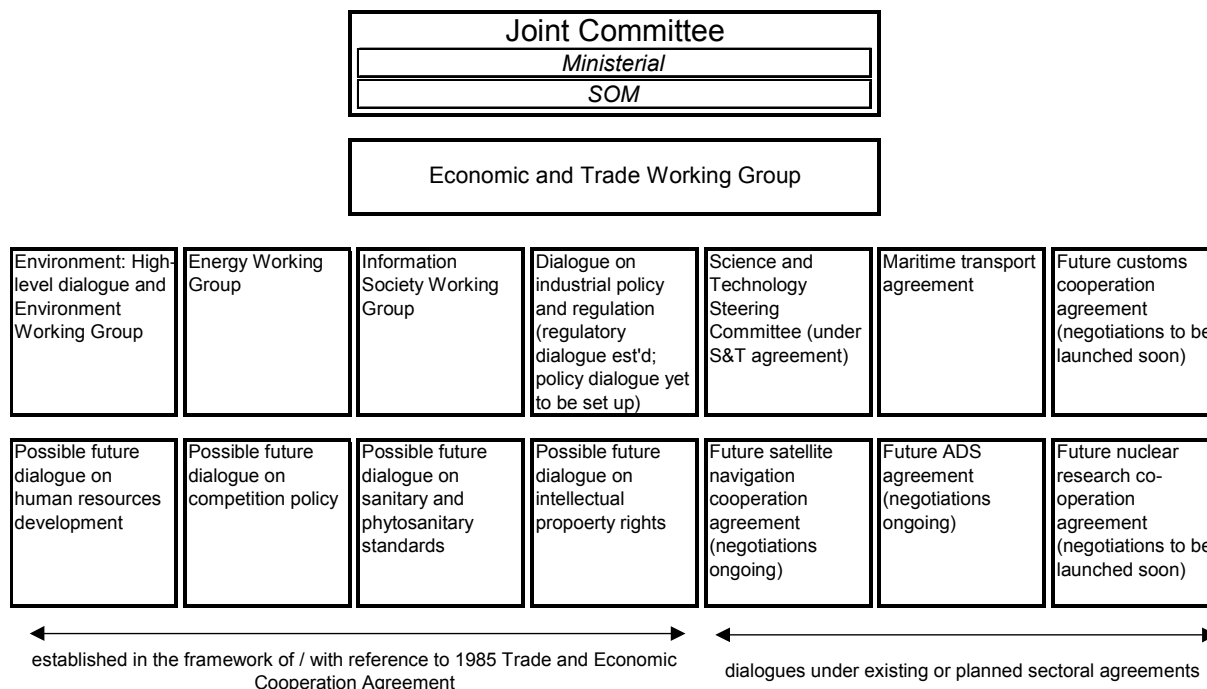 Joint Committee
Ministerial
SOM
Economic and Trade Working Group
Environment: High-
level dialogue and
Environment
Working Group
Energy Working
Group
Information
Society Working
Group
Dialogue on
industrial policy
and regulation
(regulatory
dialogue est'd;
policy dialogue yet
to be set up)
Science and
Technology
Steering
Committee (under
S&T agreement)
Maritime transport
agreement
Future customs
cooperation
agreement
(negotiations to be
launched soon)
Possible future
dialogue on
human resources
development
Possible future
dialogue on
competition policy
Possible future
dialogue on
sanitary and
phytosanitary
standards
Possible future
dialogue on
intellectual
propoerty rights
Future satellite
navigation
cooperation
agreement
(negotiations
ongoing)
Future ADS
agreement
(negotiations
ongoing)
Future nuclear
research co-
operation
agreement
(negotiations to be
launched soon)
established in the framework of / with reference to 1985 Trade and Economic
Cooperation Agreement
dialogues under existing or planned sectoral agreements